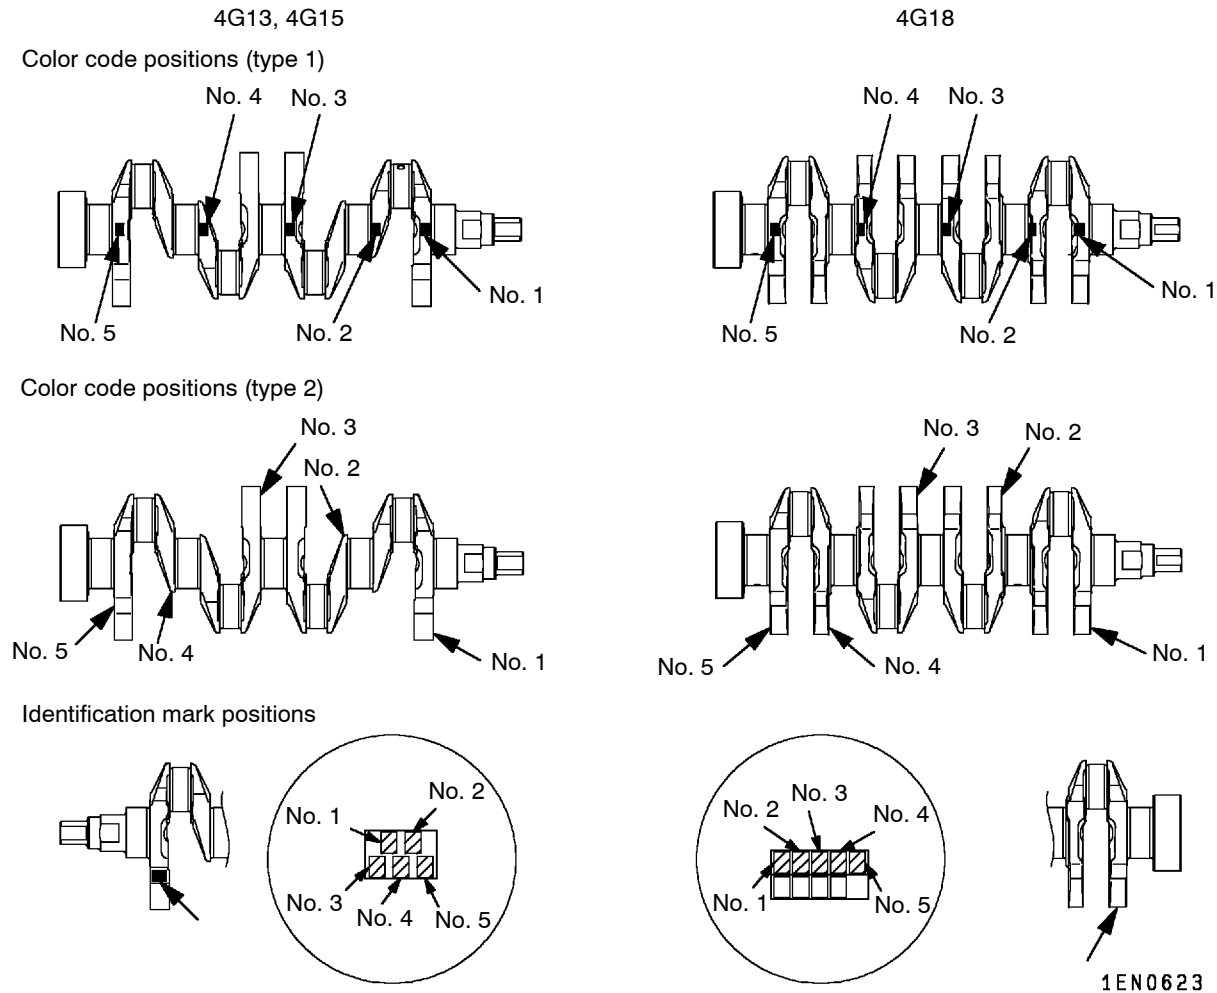 4G13, 4G15
4G18
Color code positions (type 1)
No. 4
No. 3
No. 4
No. 3
No. 1
No. 5
No. 2
No. 1
No. 5
No. 2
Color code positions (type 2)
No. 3
No. 2
No. 3
No. 2
No. 5
No. 4
No. 1
No. 5
No. 4
No. 1
Identification mark positions
No. 1
No. 2
No. 3
No. 4
No. 5
No. 2
No. 3
No. 4
No. 1
No. 5
1EN0623